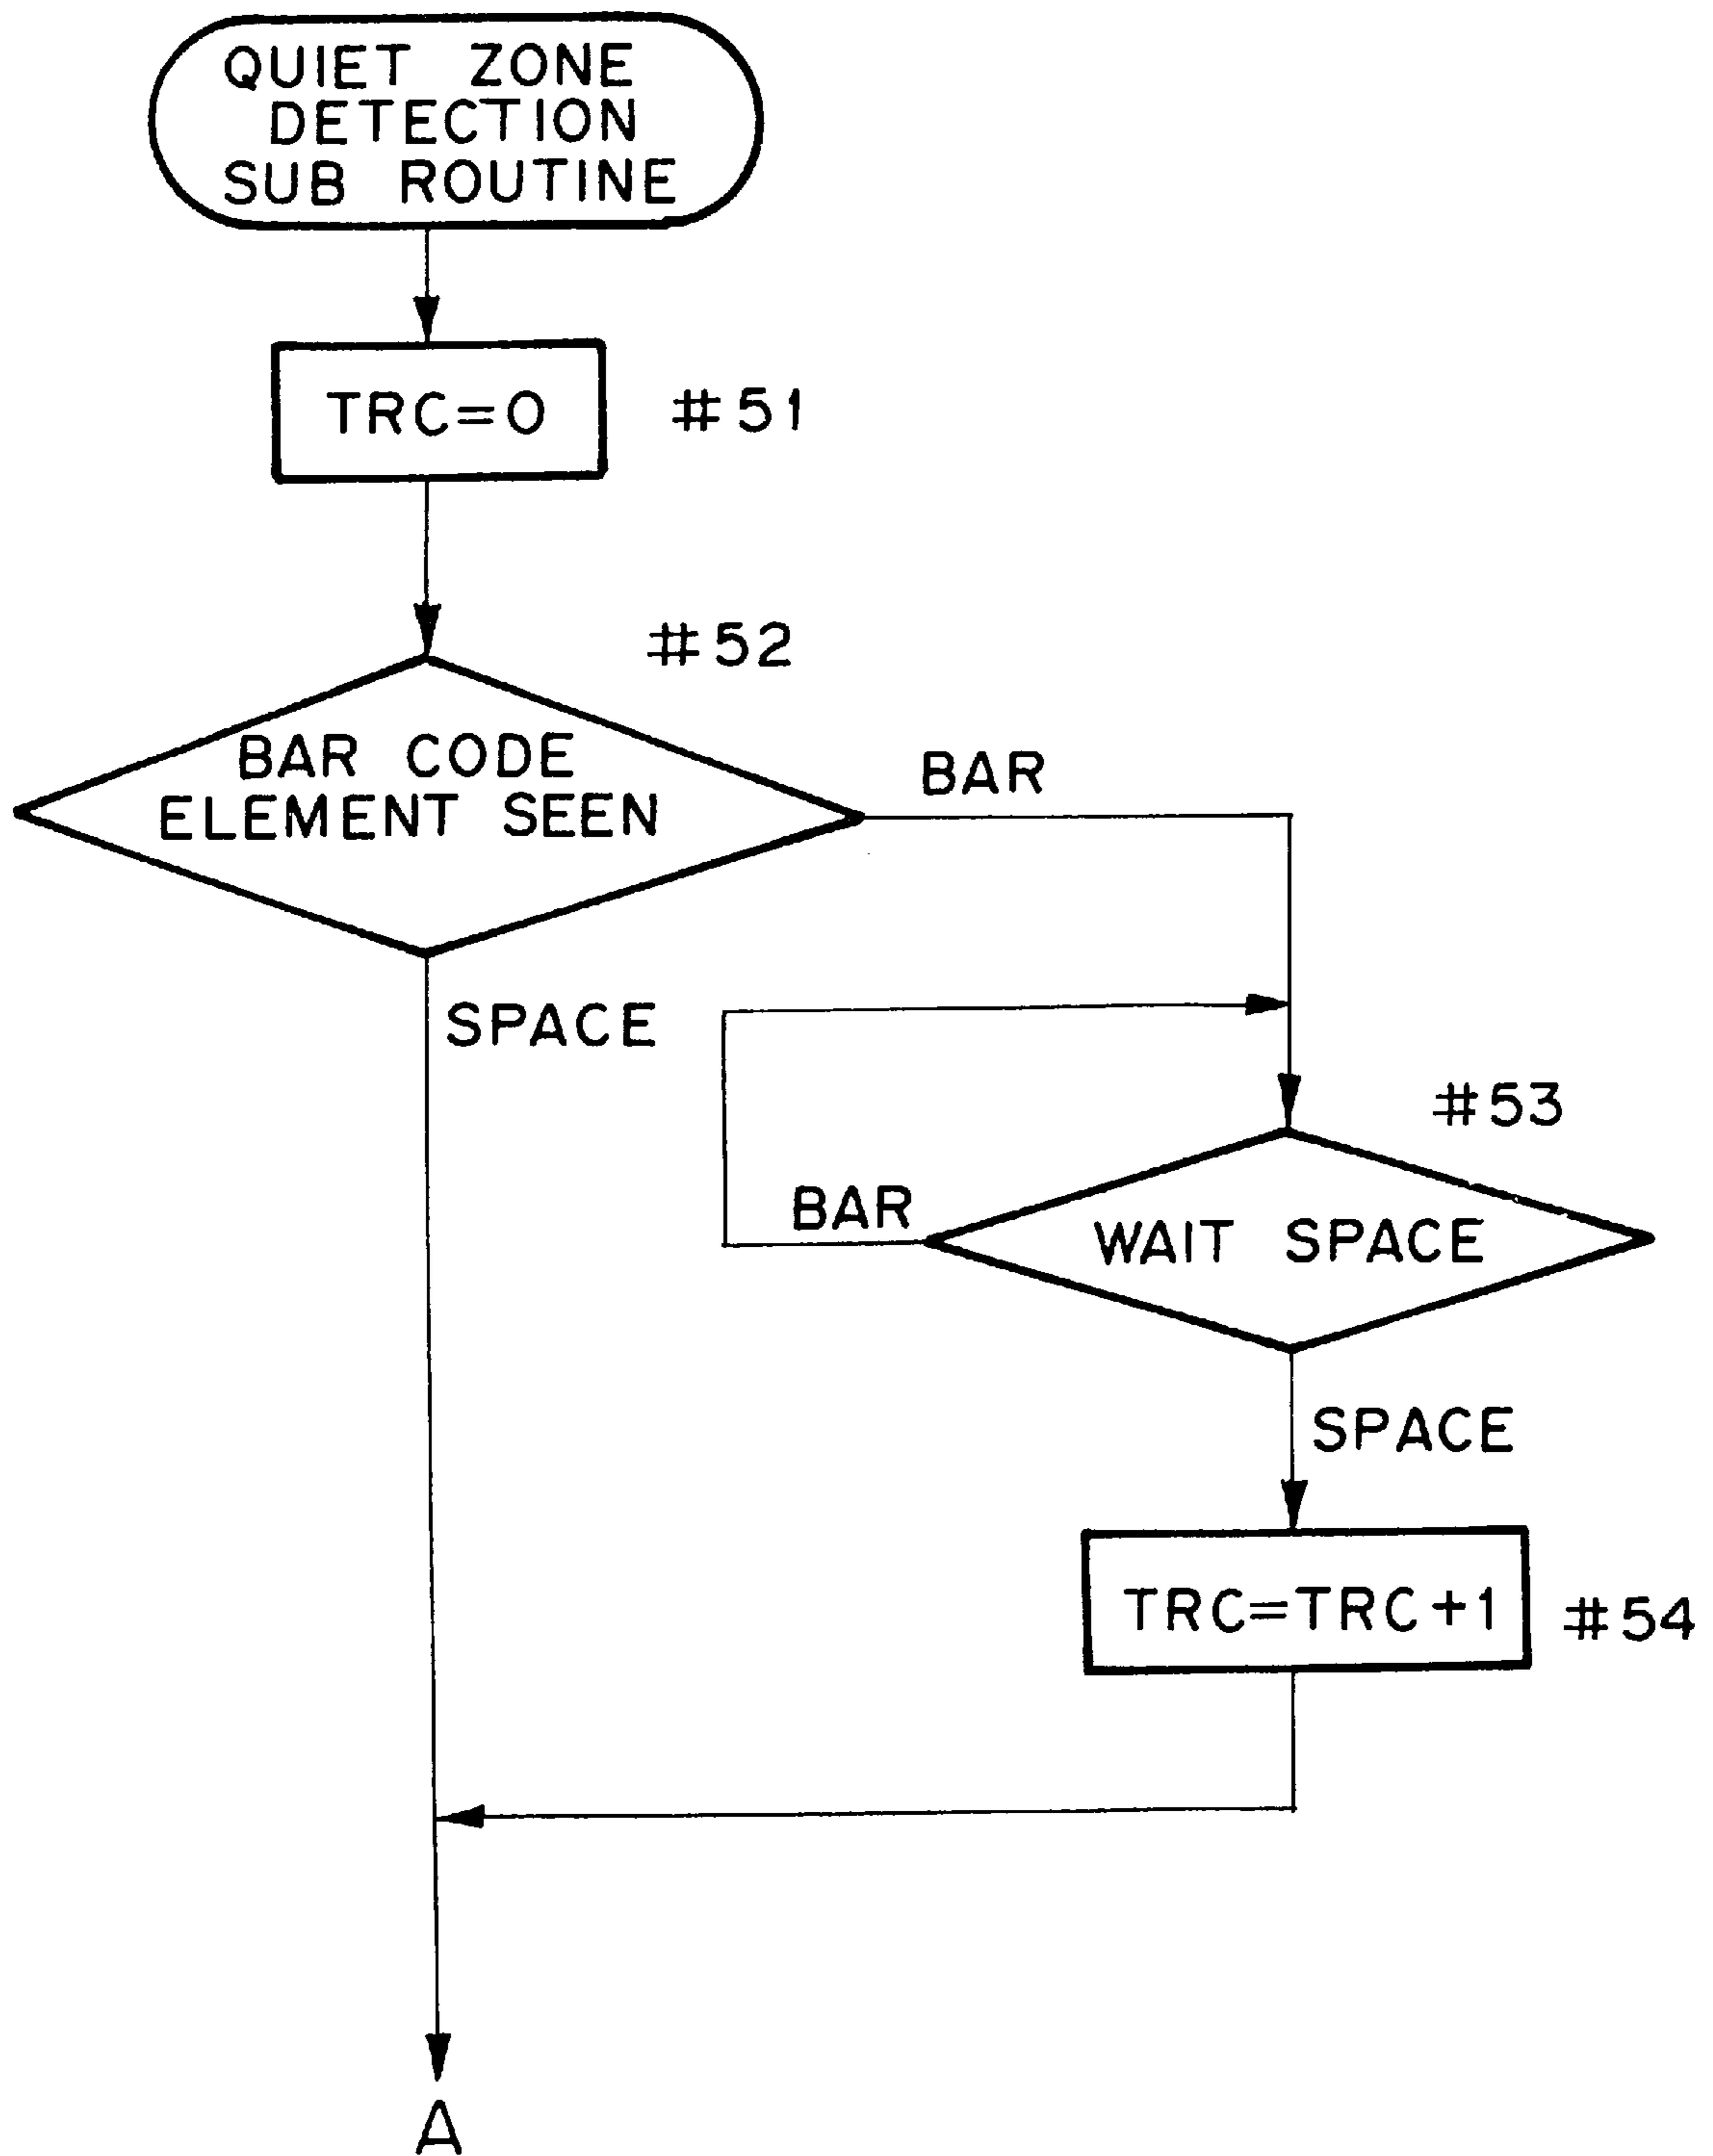 QUIET ZONE
DETECTION
SUB ROUTINE
TRC=0
#51
#52
BAR CODE
ELEMENT SEEN
BAR
SPACE
#53
BAR
WAIT SPACE
SPACE
TRC=TRC+1
#54
A